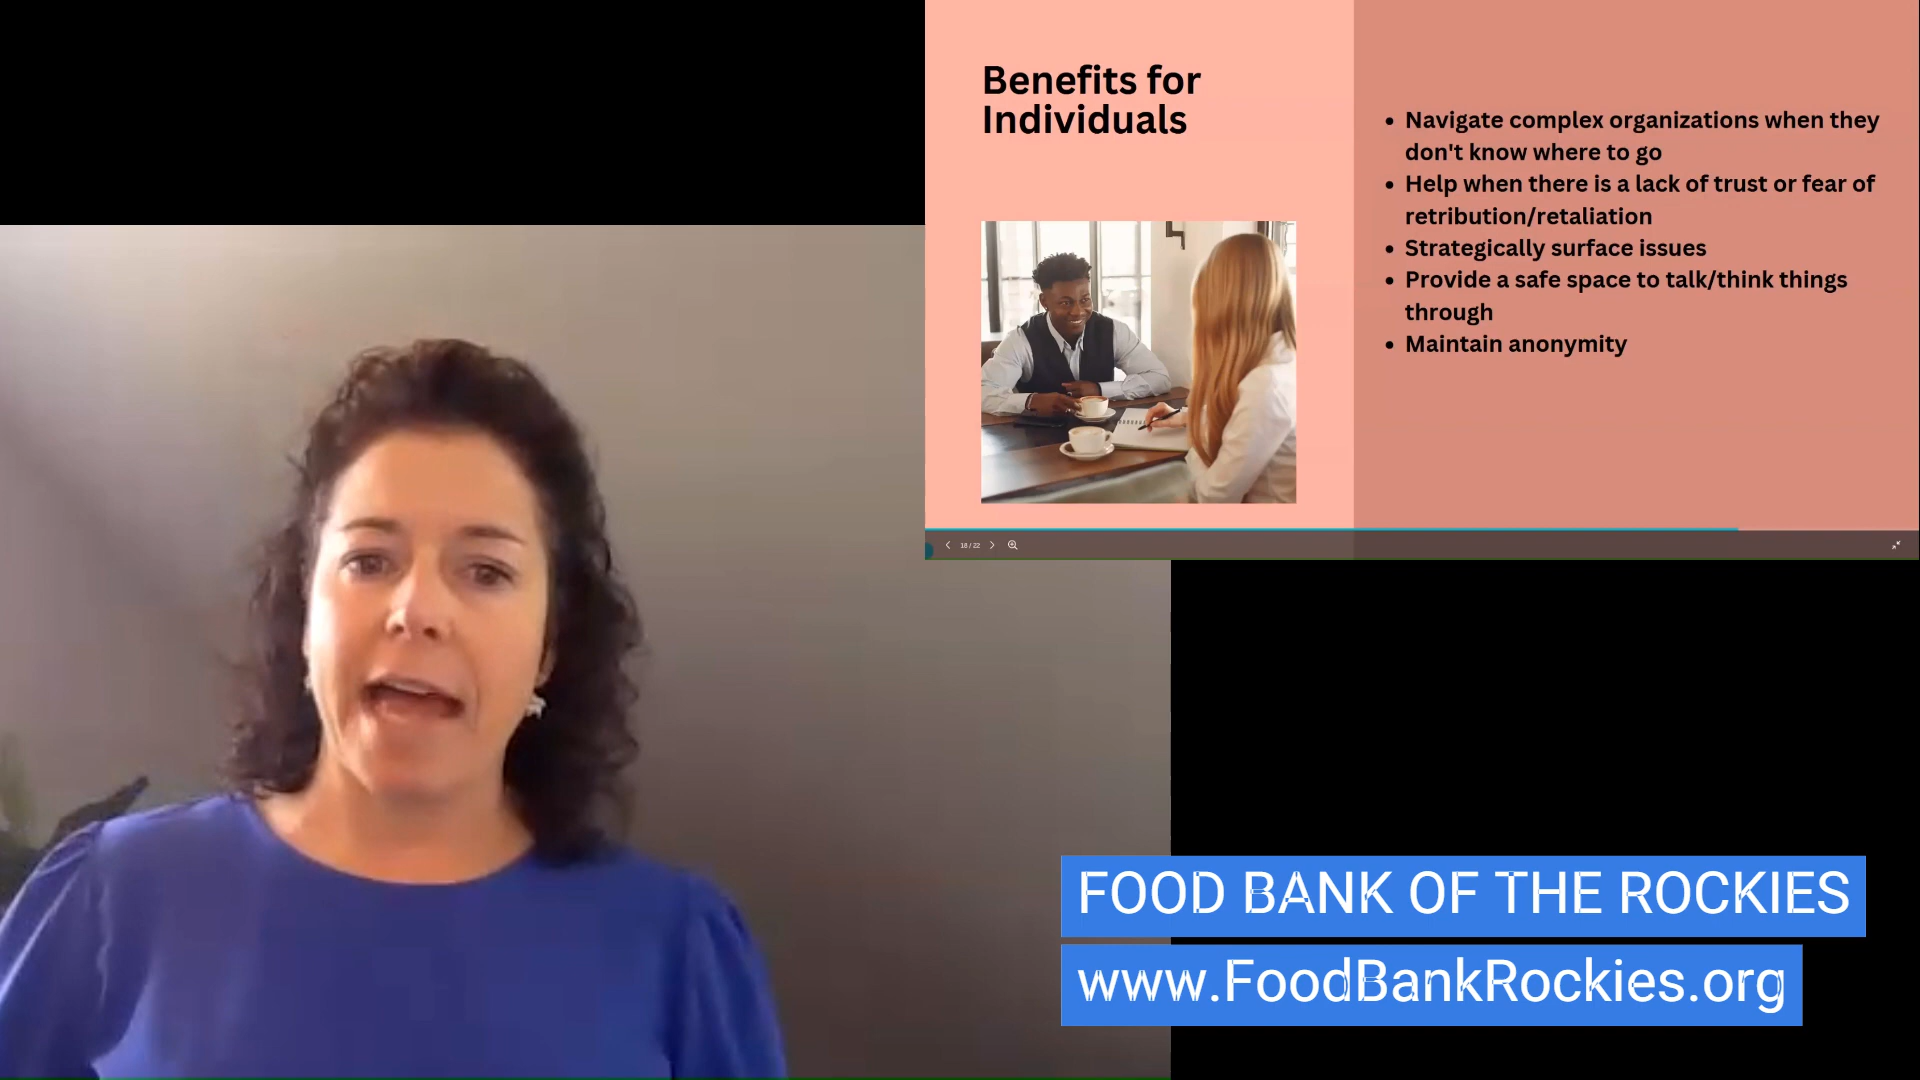 Benefits for
Individuals
• Navigate complex organizations when they
don't know where to go
• Help when there is a lack of trust or fear of
retribution/retaliation
• Strategically surface issues
• Provide a safe space to talk/think things
through
• Maintain anonymity
18 / 22
FOOD BANK OF THE ROCKIES
www.FoodBankRockies.org